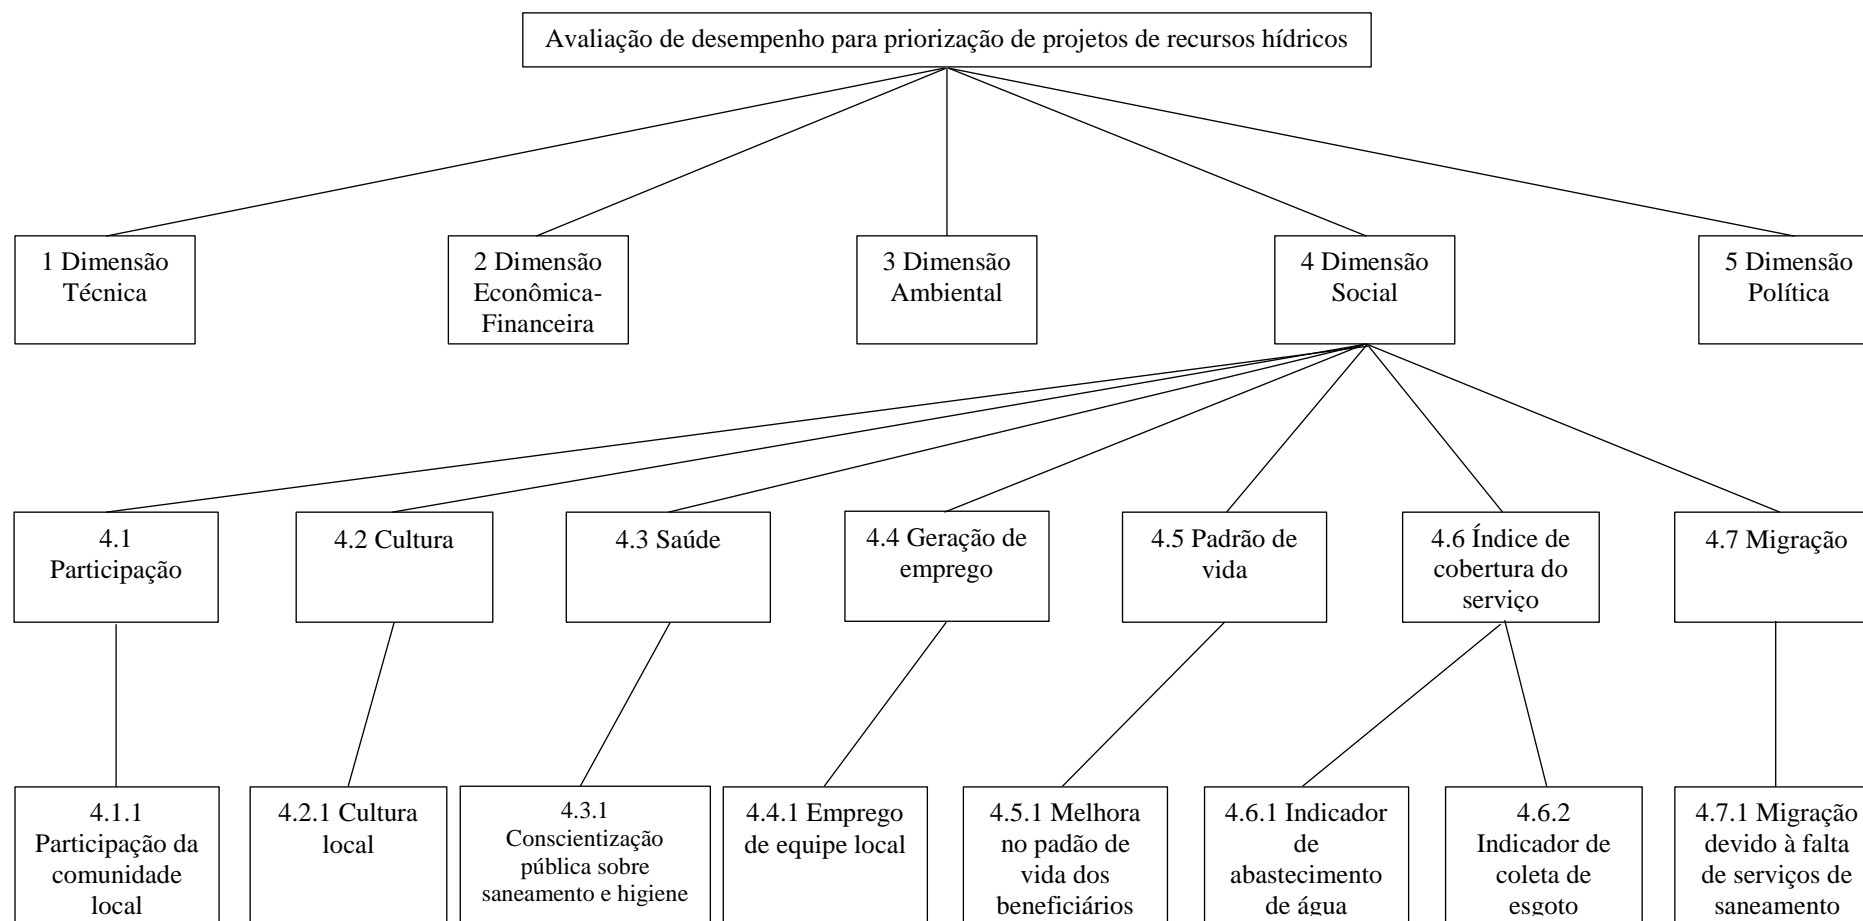 Avaliação de desempenho para priorização de projetos de recursos hídricos
1 Dimensão
Técnica
2 Dimensão
Econômica-
Financeira
3 Dimensão
Ambiental
4 Dimensão
Social
5 Dimensão
Política
4.1
Participação
4.2 Cultura
4.3 Saúde
4.4 Geração de
emprego
4.5 Padrão de
vida
4.6 Índice de
cobertura do
serviço
4.7 Migração
4.1.1
Participação da
comunidade
local
4.2.1 Cultura
local
4.3.1
Conscientização
pública sobre
saneamento e higiene
4.4.1 Emprego
de equipe local
4.5.1 Melhora
no padão de
vida dos
beneficiários
4.6.1 Indicador
de
abastecimento
de água
4.6.2
Indicador de
coleta de
esgoto
4.7.1 Migração
devido à falta
de serviços de
saneamento